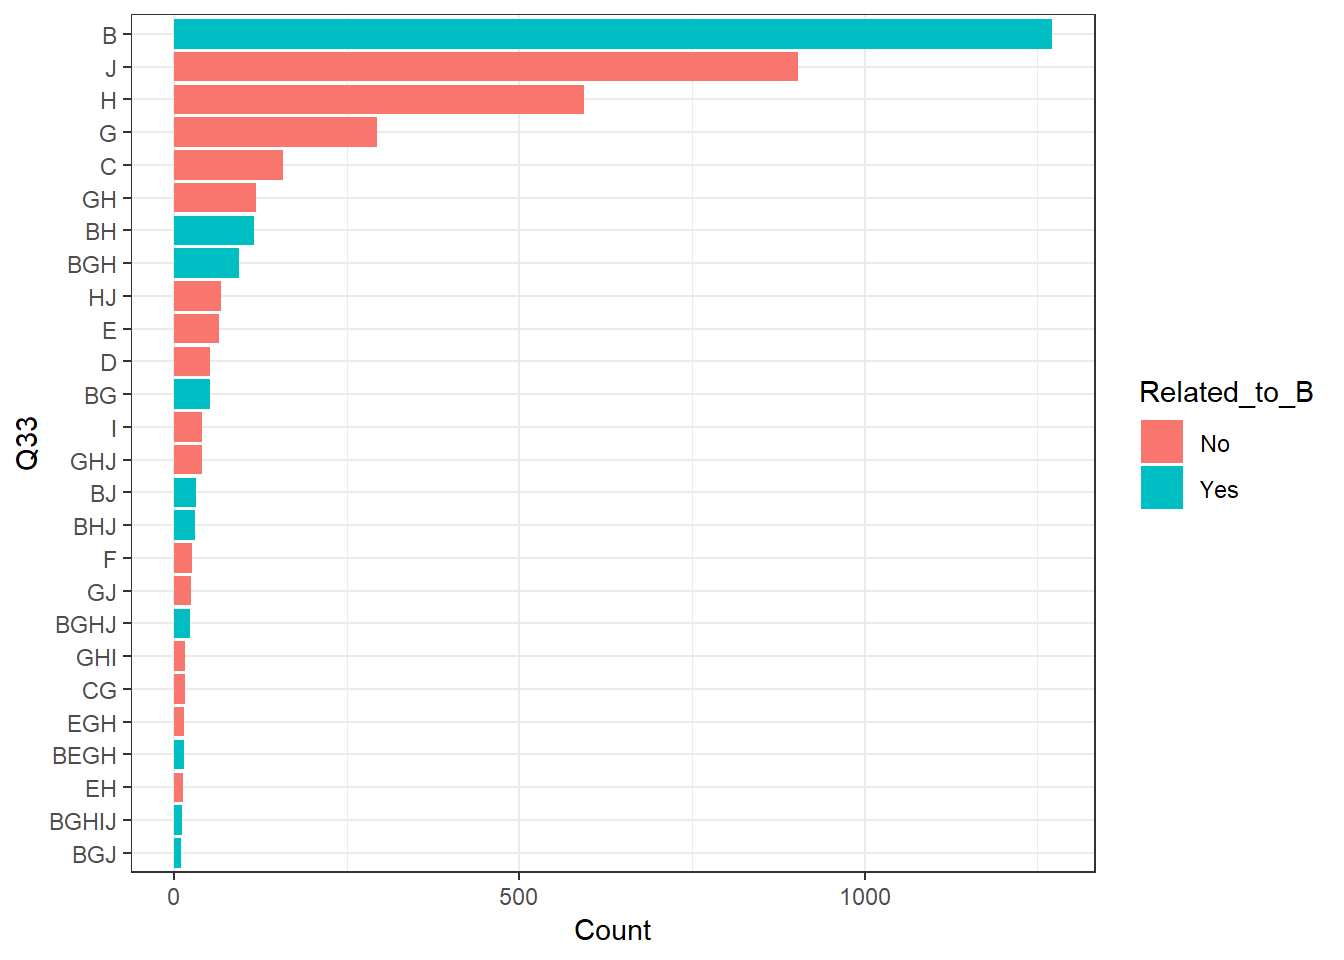 B
J
H
G
C
GH
BH
BGH
HJ
E
D
BG
I
GHJ
BJ
BHJ
F
GJ
BGHJ
GHI
CG
EGH
BEGH
EH
BGHIJ
BGJ
Q33
0 500 1000
Count
Related_to_B
No
Yes